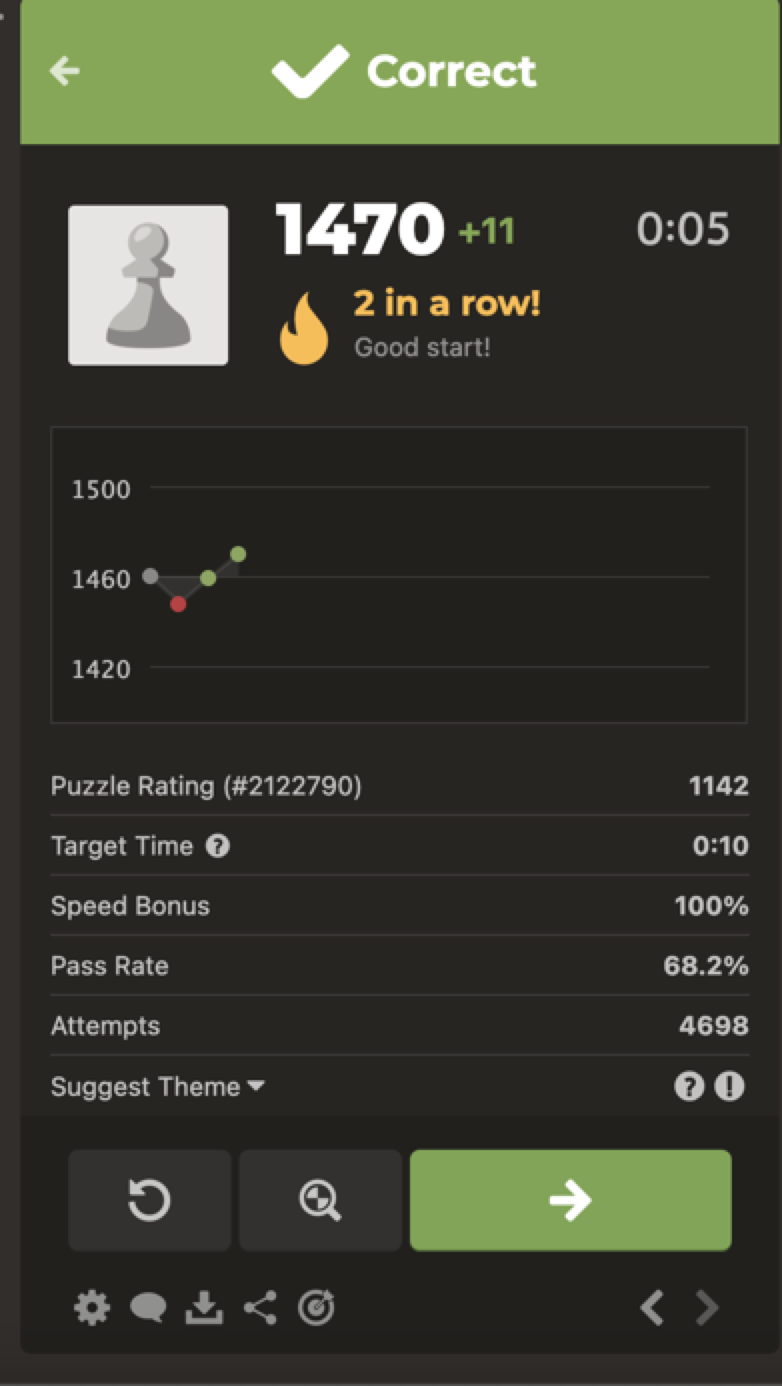 Correct
1470 +11 0:05
2 in a row!
Good start!
1500
1460
1420
Puzzle Rating (#2122790) 1142
Target Time ? 0:10
Speed Bonus 100%
Pass Rate 68.2%
Attempts 4698
Suggest Theme ? !